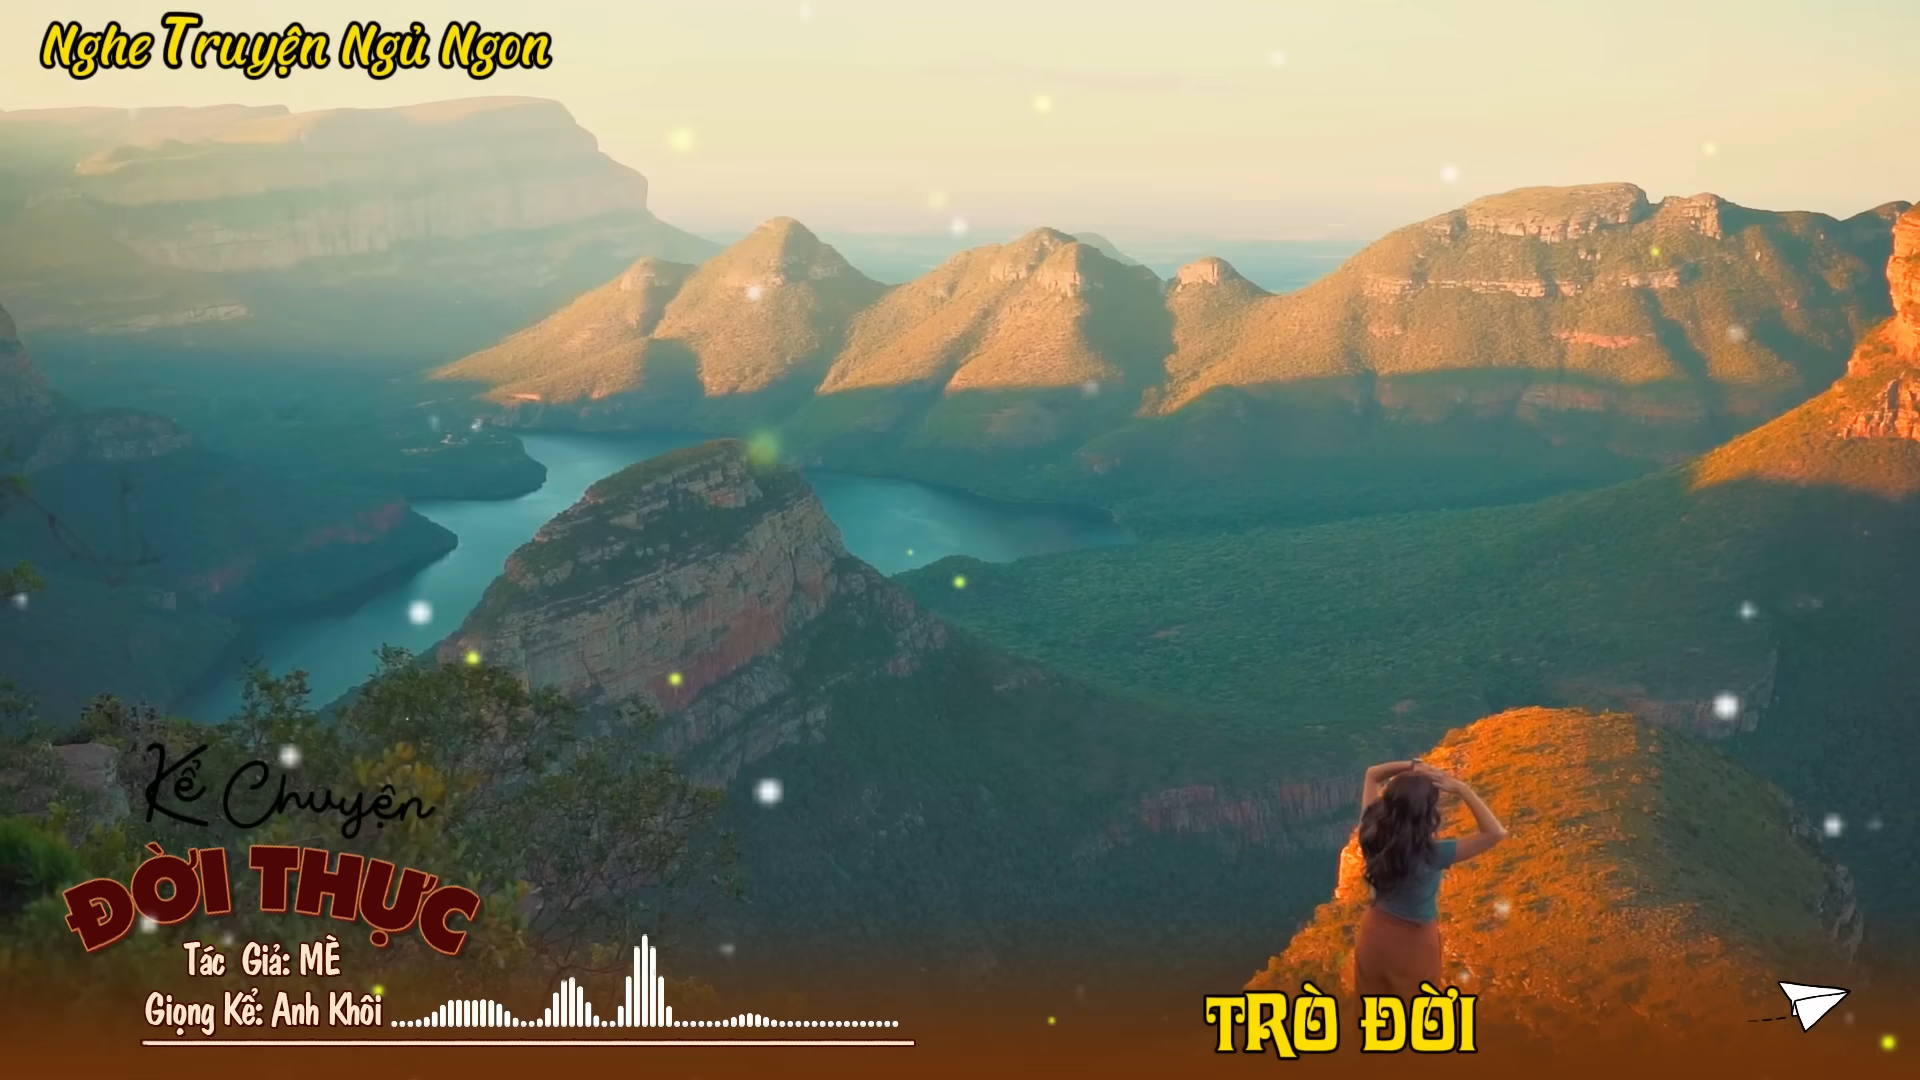 Nghe Truyện Ngủ Ngon
Kể Chuyện
ĐỜI THỰC
Tác Giả: MÈ
Giọng Kể: Anh Khôi
TRÒ ĐỜI